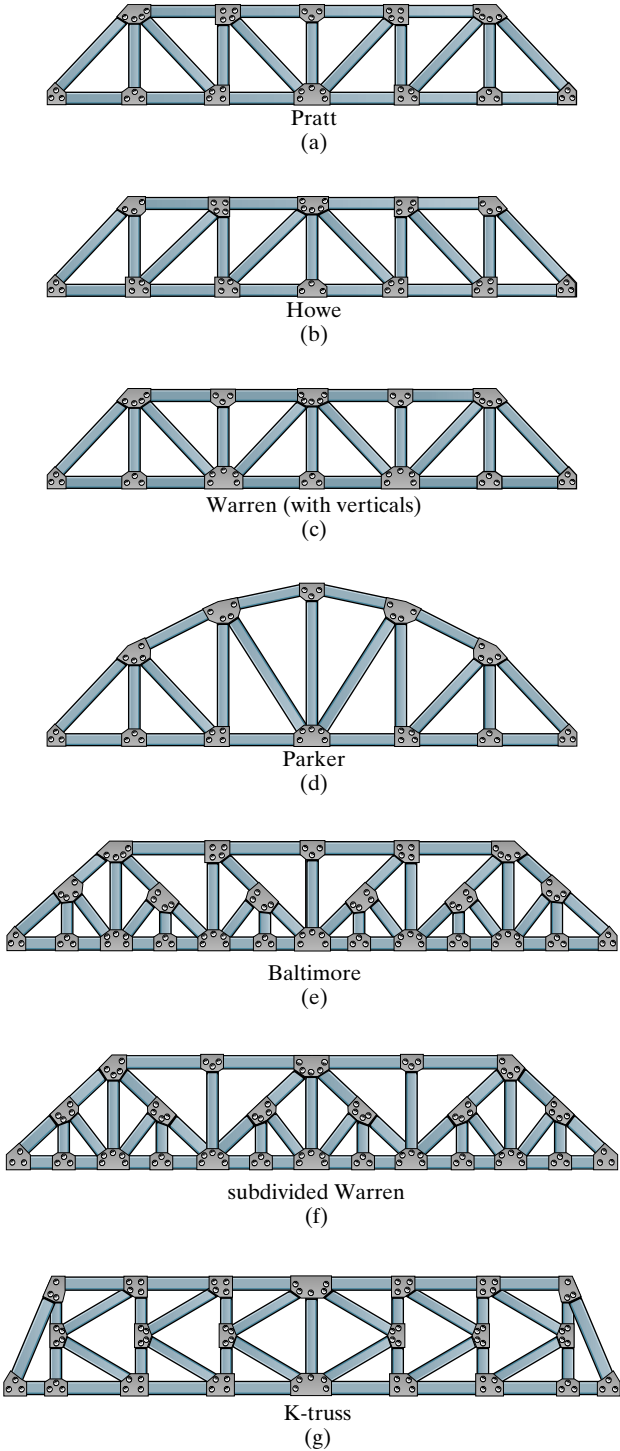 Pratt
(a)
Howe
(b)
Warren (with verticals)
(c)
Parker
(d)
Baltimore
(e)
subdivided Warren
(f)
K-truss
(g)